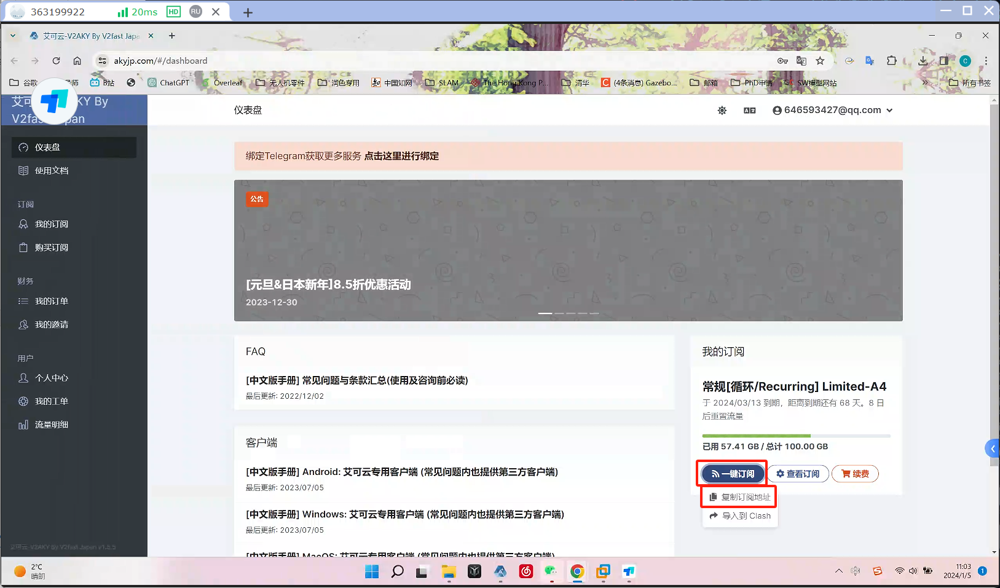 363199922
20ms
HD
RU
艾可云-V2AKY By V2fast Japa
akyjp.com/#/dashboard
C
谷歌
师
B站
ChatGPT
Overleaf
无人机零件
润色专用
中国知网
SLAM
The Hong Kong P...
清华
C
(4条消息) Gazebo...
邮箱
PhD申请
SW模型网站
所有书签
艾可
KY By
V2fa
pan
仪表盘
646593427@qq.com
仪表盘
使用文档
订阅
我的订阅
购买订阅
财务
我的订单
我的邀请
用户
个人中心
我的工单
流量明细
艾可云-V2AKY By V2fast Japan v1.5.5
绑定Telegram获取更多服务 点击这里进行绑定
公告
[元旦&日本新年]8.5折优惠活动
2023-12-30
FAQ
[中文版手册] 常见问题与条款汇总(使用及咨询前必读)
最后更新: 2022/12/02
客户端
[中文版手册] Android: 艾可云专用客户端 (常见问题内也提供第三方客户端)
最后更新: 2023/07/05
[中文版手册] Windows: 艾可云专用客户端 (常见问题内也提供第三方客户端)
最后更新: 2023/07/05
[中文版手册] MacOS: 艾可云专用客户端 (常见问题内也提供第三方客户端)
我的订阅
常规[循环/Recurring] Limited-A4
于 2024/03/13 到期，距离到期还有 68 天。8 日
后重置流量
已用 57.41 GB / 总计 100.00 GB
一键订阅
查看订阅
续费
复制订阅地址
导入到 Clash
2°C
晴朗
中
11:03
2024/1/5
1